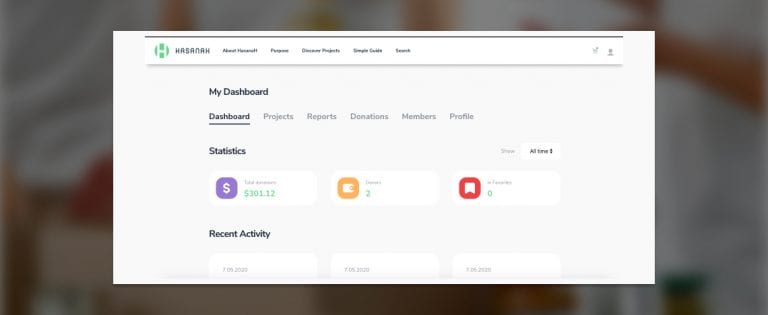 HASANAH
About HasanaH Purpose Discover Projects Simple Guide Search
My Dashboard
Dashboard Projects Reports Donations Members Profile
Statistics
Show All time
Total donations
$301.12
Donors
2
In Favorites
0
Recent Activity
7.05.2020 7.05.2020 7.05.2020